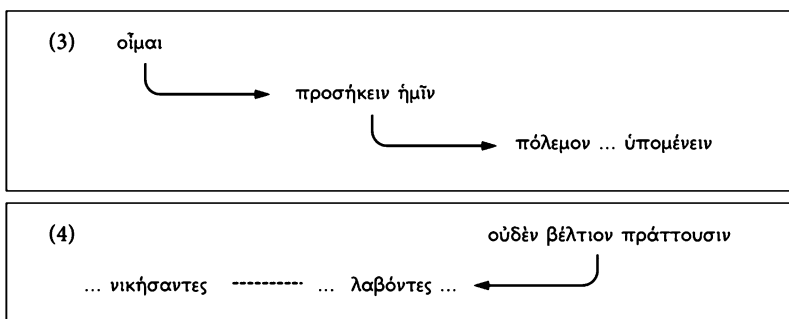 (3) οἶμαι
προσήκειν ἡμῖν
πόλεμον ... ὑπομένειν
(4) οὐδὲν βέλτιον πράττουσιν
... νικήσαντες ... λαβόντες ...